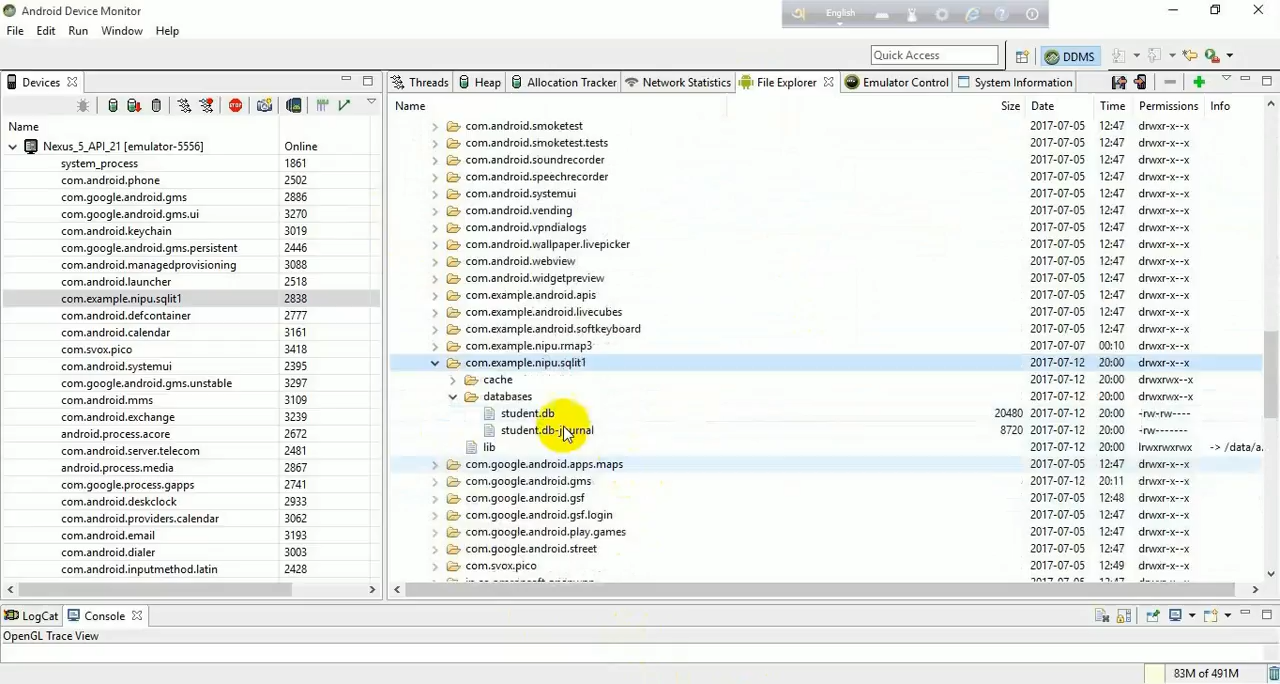 Android Device Monitor
English
File Edit Run Window Help
Quick Access
DDMS
Devices
Threads Heap Allocation Tracker Network Statistics File Explorer Emulator Control System Information
Name
Nexus_5_API_21 [emulator-5556] Online
system_process 1861
com.android.phone 2502
com.google.android.gms 2886
com.google.android.gms.ui 3270
com.android.keychain 3019
com.google.android.gms.persistent 2446
com.android.managedprovisioning 3088
com.android.launcher 2518
com.example.nipu.sqlit1 2838
com.android.defcontainer 2777
com.android.calendar 3161
com.svox.pico 3418
com.android.systemui 2395
com.google.android.gms.unstable 3297
com.android.mms 3109
com.android.exchange 3239
android.process.acore 2672
com.android.server.telecom 2481
android.process.media 2867
com.google.process.gapps 2741
com.android.deskclock 2933
com.android.providers.calendar 3062
com.android.email 3193
com.android.dialer 3003
com.android.inputmethod.latin 2428
Name Size Date Time Permissions Info
com.android.smoketest 2017-07-05 12:47 drwxr-x--x
com.android.smoketest.tests 2017-07-05 12:47 drwxr-x--x
com.android.soundrecorder 2017-07-05 12:47 drwxr-x--x
com.android.speechrecorder 2017-07-05 12:47 drwxr-x--x
com.android.systemui 2017-07-05 12:47 drwxr-x--x
com.android.vending 2017-07-05 12:47 drwxr-x--x
com.android.vpndialogs 2017-07-05 12:47 drwxr-x--x
com.android.wallpaper.livepicker 2017-07-05 12:47 drwxr-x--x
com.android.webview 2017-07-05 12:47 drwxr-x--x
com.android.widgetpreview 2017-07-05 12:47 drwxr-x--x
com.example.android.apis 2017-07-05 12:47 drwxr-x--x
com.example.android.livecubes 2017-07-05 12:47 drwxr-x--x
com.example.android.softkeyboard 2017-07-05 12:47 drwxr-x--x
com.example.nipu.rmap3 2017-07-07 00:10 drwxr-x--x
com.example.nipu.sqlit1 2017-07-12 20:00 drwxr-x--x
cache 2017-07-12 20:00 drwxrwx--x
databases 2017-07-12 20:00 drwxrwx--x
student.db 20480 2017-07-12 20:00 -rw-rw----
student.db-journal 8720 2017-07-12 20:00 -rw-------
lib 2017-07-12 20:00 lrwxrwxrwx -> /data/a.
com.google.android.apps.maps 2017-07-05 12:47 drwxr-x--x
com.google.android.gms 2017-07-12 20:11 drwxr-x--x
com.google.android.gsf 2017-07-05 12:48 drwxr-x--x
com.google.android.gsf.login 2017-07-05 12:47 drwxr-x--x
com.google.android.play.games 2017-07-05 12:47 drwxr-x--x
com.google.android.street 2017-07-05 12:47 drwxr-x--x
com.svox.pico 2017-07-05 12:49 drwxr-x--x
LogCat Console
OpenGL Trace View
83M of 491M